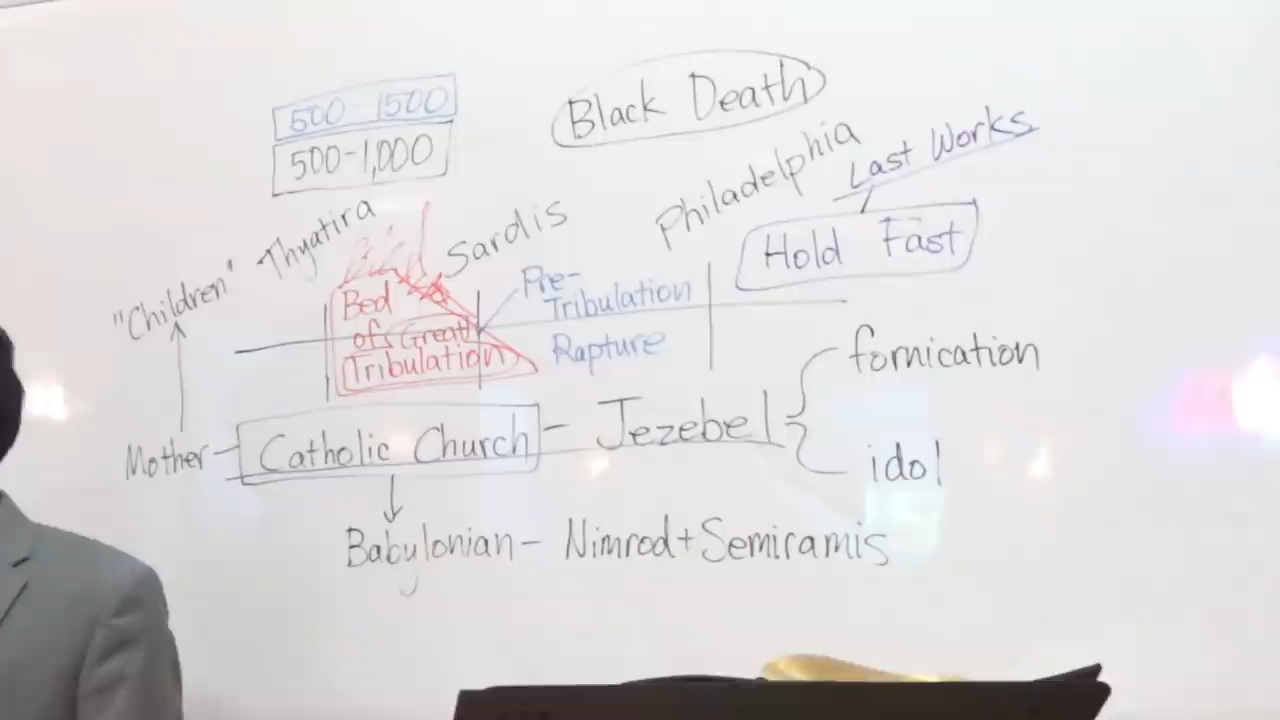 500-1500
500-1,000
Black Death
Philadelphia
Last Works
Thyatira
Sardis
Hold Fast
"Children"
Bed
of Great
Tribulation
Pre-
Tribulation
Rapture
Mother - Catholic Church - Jezebel
fornication
idol
Babylonian - Nimrod + Semiramis